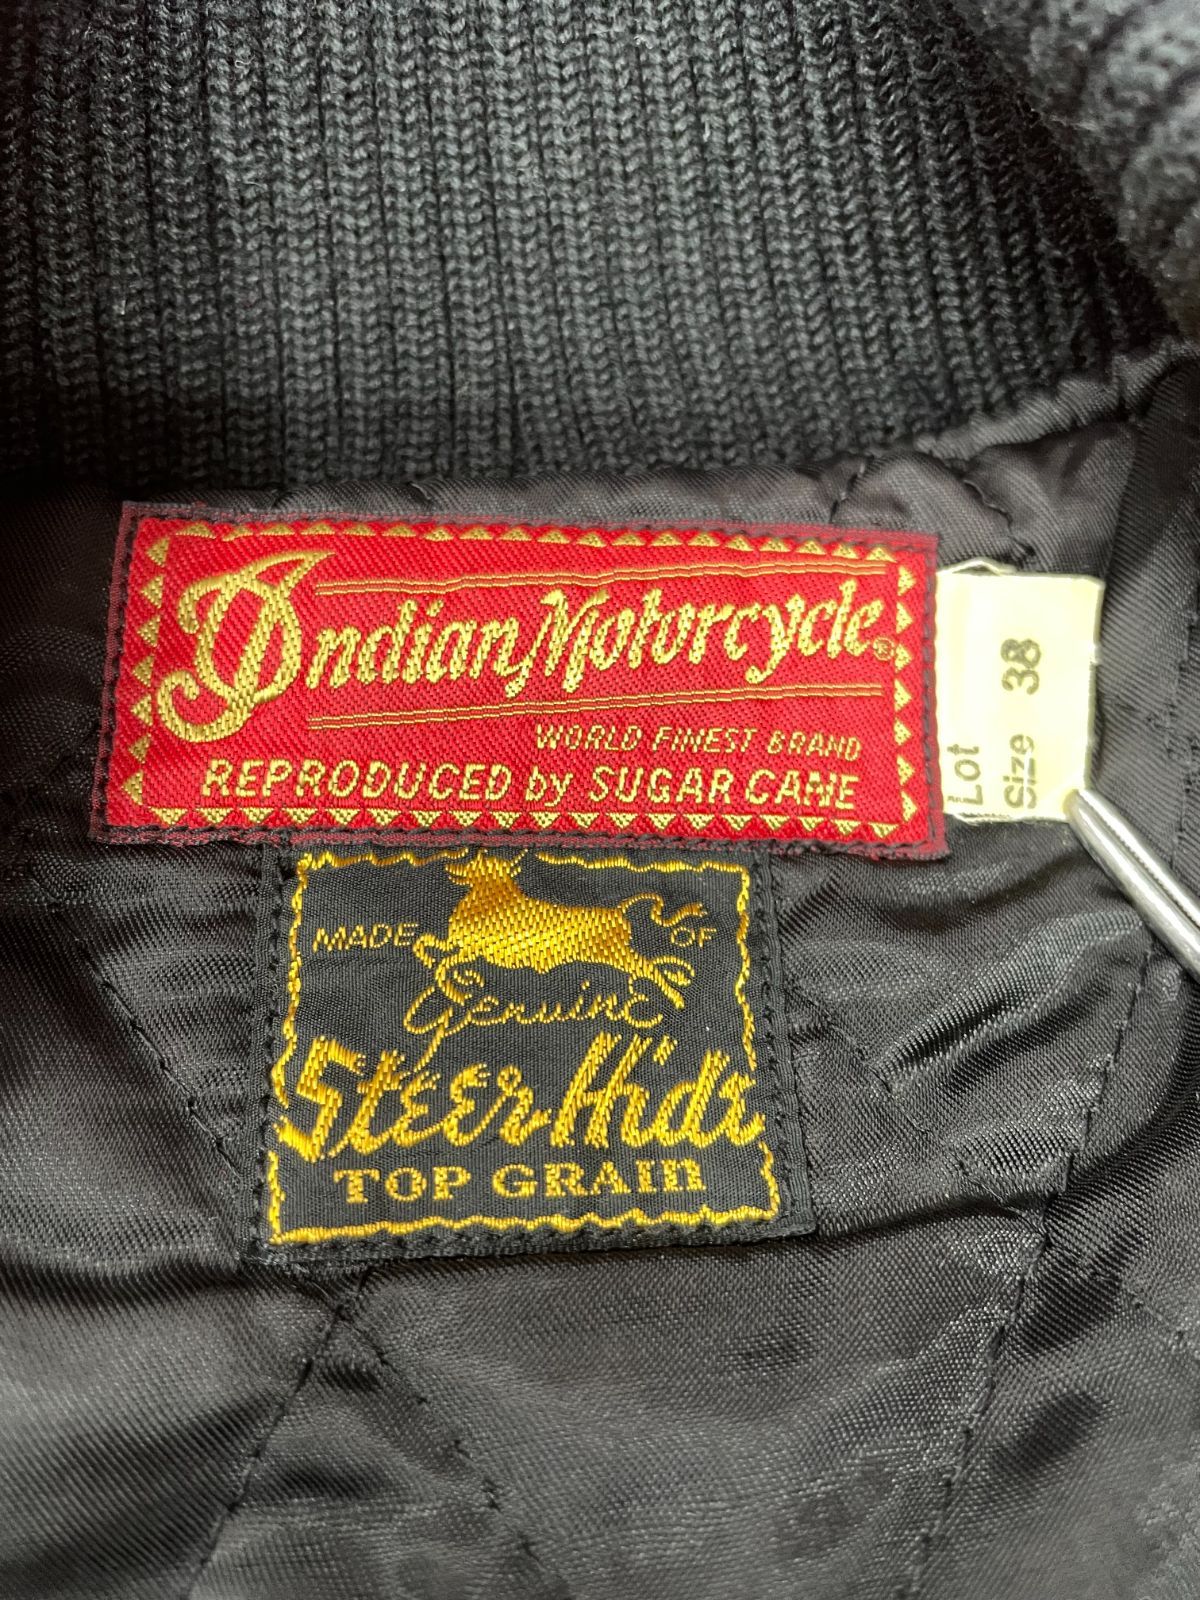 Indian Motorcycle®
WORLD FINEST BRAND
REPRODUCED by SUGAR CANE
Lot
Size 38
MADE OF
Genuine
Steer Hide
TOP GRAIN